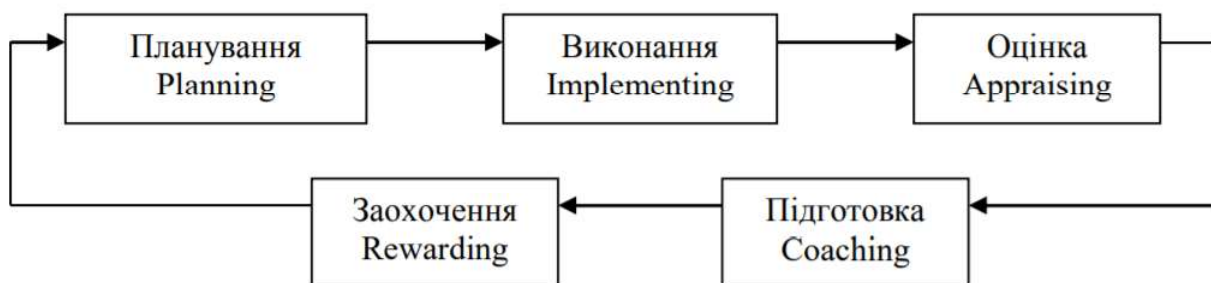 Планування
Planning
Виконання
Implementing
Оцінка
Appraising
Заохочення
Rewarding
Підготовка
Coaching